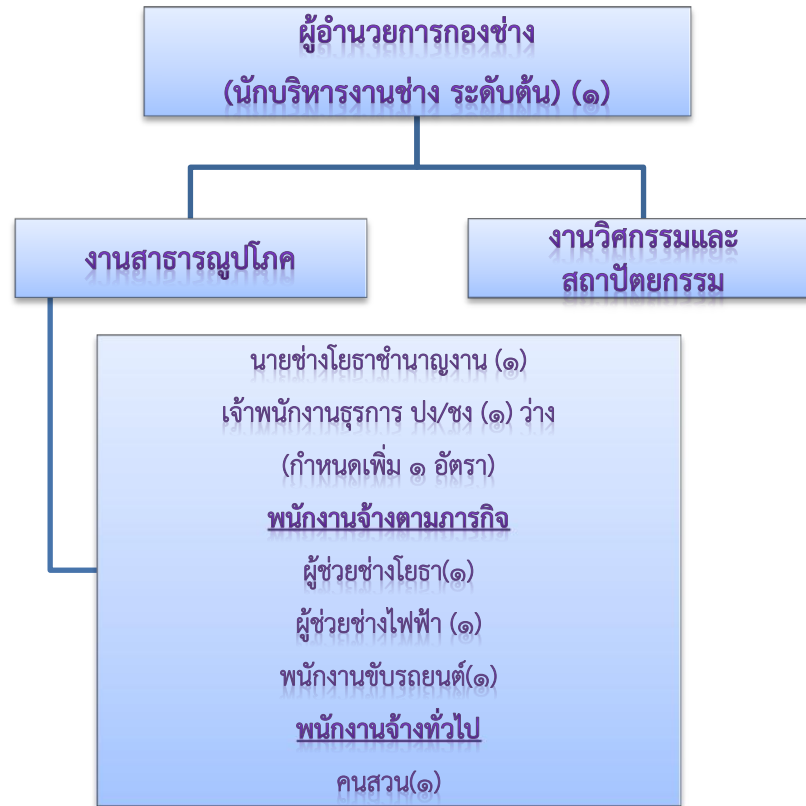 ผู้อำนวยการกองช่าง
(นักบริหารงานช่าง ระดับต้น) (๑)
งานสาธารณูปโภค
งานวิศกรรมและ
สถาปัตยกรรม
นายช่างโยธาชำนาญงาน (๑)
เจ้าพนักงานธุรการ ปง/ชง (๑) ว่าง
(กำหนดเพิ่ม ๑ อัตรา)
พนักงานจ้างตามภารกิจ
ผู้ช่วยช่างโยธา(๑)
ผู้ช่วยช่างไฟฟ้า (๑)
พนักงานขับรถยนต์(๑)
พนักงานจ้างทั่วไป
คนสวน(๑)